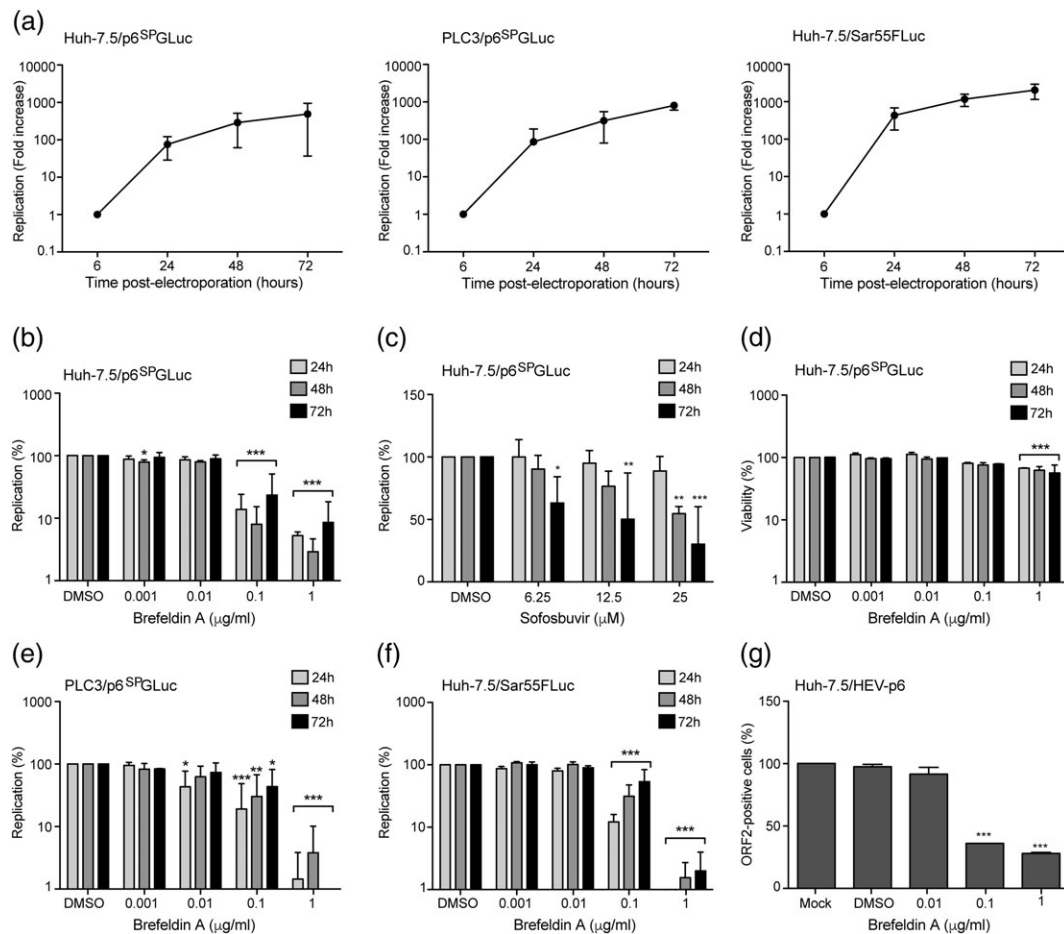 (a)
Huh-7.5/p6SPGLuc
Replication (Fold increase)
10000
1000
100
10
1
0.1
6 24 48 72
Time post-electroporation (hours)
PLC3/p6SPGLuc
Replication (Fold increase)
10000
1000
100
10
1
0.1
6 24 48 72
Time post-electroporation (hours)
Huh-7.5/Sar55FLuc
Replication (Fold increase)
10000
1000
100
10
1
0.1
6 24 48 72
Time post-electroporation (hours)
(b)
Huh-7.5/p6SPGLuc
24h
48h
72h
Replication (%)
1000
100
10
1
* *** ***
DMSO 0.001 0.01 0.1 1
Brefeldin A (μg/ml)
(c)
Huh-7.5/p6SPGLuc
24h
48h
72h
Replication (%)
150
100
50
0
* ** ** ***
DMSO 6.25 12.5 25
Sofosbuvir (μM)
(d)
Huh-7.5/p6SPGLuc
24h
48h
72h
Viability (%)
1000
100
10
1
***
DMSO 0.001 0.01 0.1 1
Brefeldin A (μg/ml)
(e)
PLC3/p6SPGLuc
24h
48h
72h
Replication (%)
1000
100
10
1
* *** ** * ***
DMSO 0.001 0.01 0.1 1
Brefeldin A (μg/ml)
(f)
Huh-7.5/Sar55FLuc
24h
48h
72h
Replication (%)
1000
100
10
1
*** ***
DMSO 0.001 0.01 0.1 1
Brefeldin A (μg/ml)
(g)
Huh-7.5/HEV-p6
ORF2-positive cells (%)
150
100
50
0
*** ***
Mock DMSO 0.01 0.1 1
Brefeldin A (μg/ml)